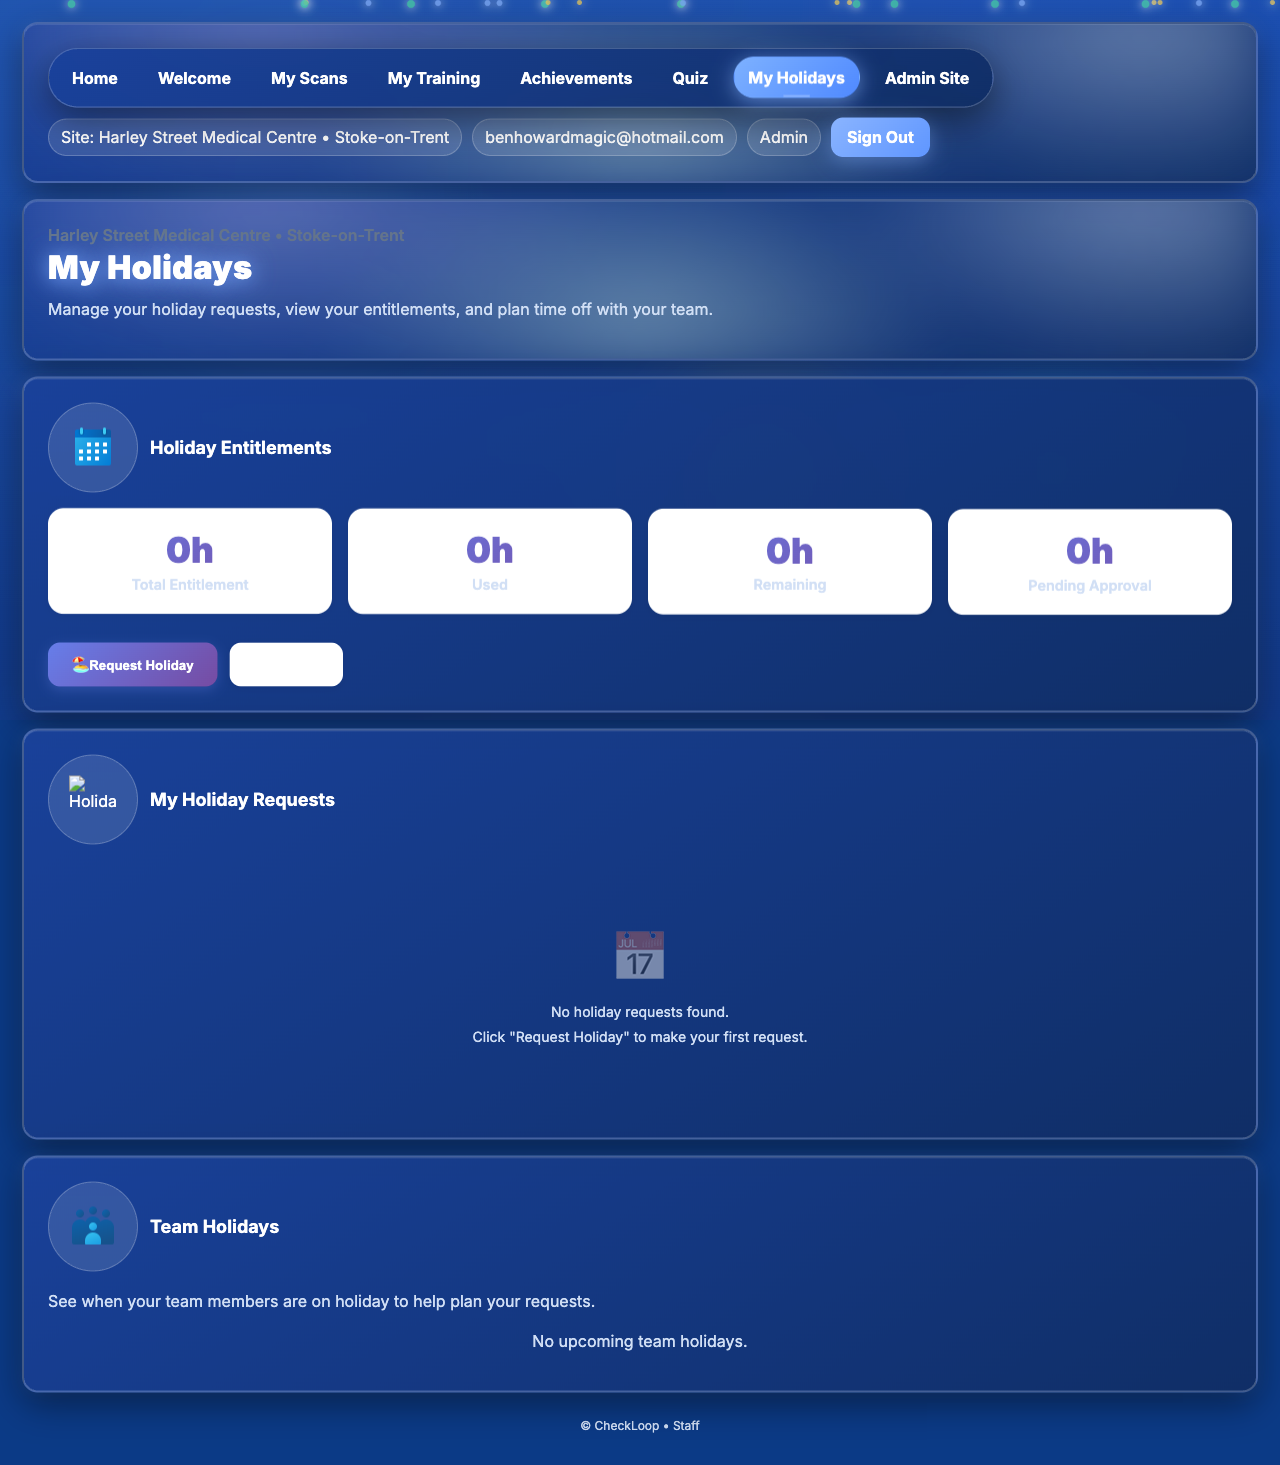 Home Welcome My Scans My Training Achievements Quiz My Holidays Admin Site
Site: Harley Street Medical Centre • Stoke-on-Trent benhowardmagic@hotmail.com Admin Sign Out
Harley Street Medical Centre • Stoke-on-Trent
My Holidays
Manage your holiday requests, view your entitlements, and plan time off with your team.
Holiday Entitlements
0h 0h 0h 0h
Total Entitlement Used Remaining Pending Approval
Request Holiday
Holida
My Holiday Requests
JUL
17
No holiday requests found.
Click "Request Holiday" to make your first request.
Team Holidays
See when your team members are on holiday to help plan your requests.
No upcoming team holidays.
© CheckLoop • Staff